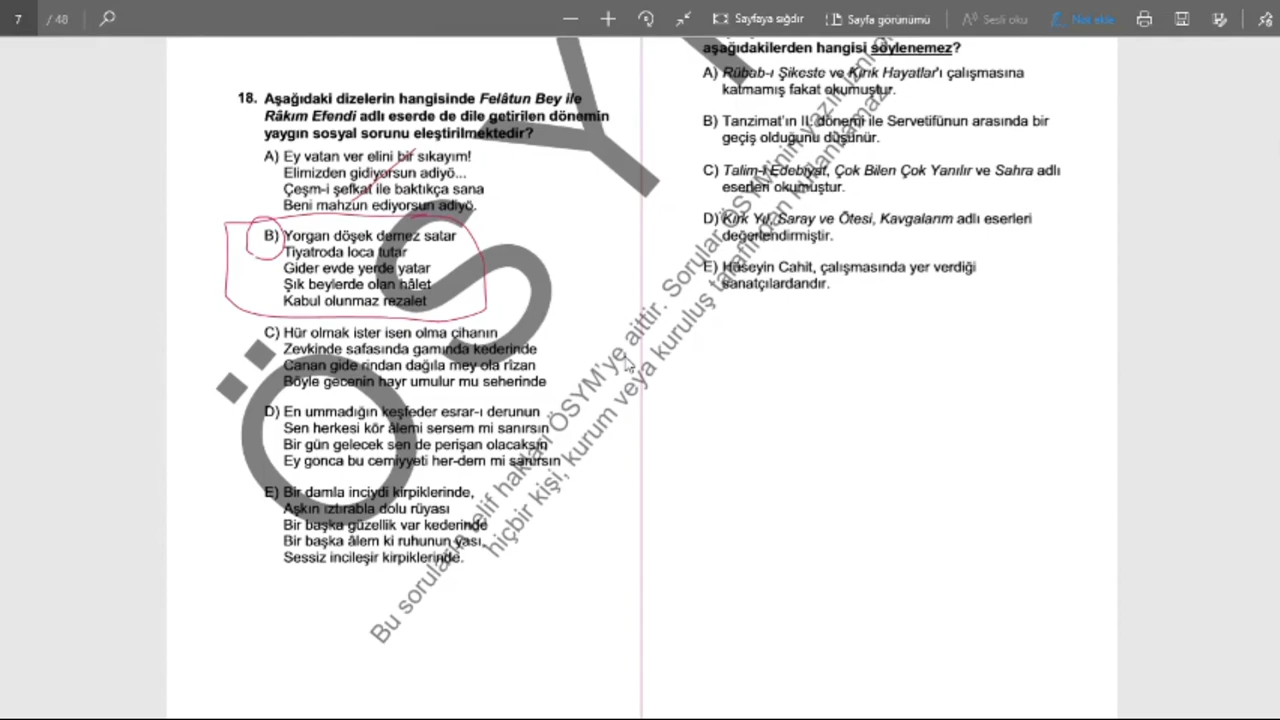 7 / 48
Sayfaya sığdır
Sayfa görünümü
Sesli oku
Not ekle
18. Aşağıdaki dizelerin hangisinde Felâtun Bey ile
Râkım Efendi adlı eserde de dile getirilen dönemin
yaygın sosyal sorunu eleştirilmektedir?
A) Ey vatan ver elini bir sıkayım!
Elimizden gidiyorsun adiyö...
Çeşm-i şefkat ile baktıkça sana
Beni mahzun ediyorsun adiyö.
B) Yorgan döşek demez satar
Tiyatroda loca tutar
Gider evde yerde yatar
Şık beylerde olan hâlet
Kabul olunmaz rezalet
C) Hür olmak ister isen olma cihanın
Zevkinde safasında gamında kederinde
Canan gide rindan dağıla mey ola rizan
Böyle gecenin hayr umulur mu seherinde
D) En ummadığın keşfeder esrar-ı derunun
Sen herkesi kör âlemi sersem mi sanırsın
Bir gün gelecek sen de perişan olacaksın
Ey gonca bu cemiyyeti her-dem mi sanırsın
E) Bir damla inciydi kirpiklerinde,
Aşkın ıztırabla dolu rüyası
Bir başka güzellik var kederinde
Bir başka âlem ki ruhunun yası,
Sessiz incileşir kirpiklerinde.
aşağıdakilerden hangisi söylenemez?
A) Rübab-ı Şikeste ve Kırık Hayatlar'ı çalışmasına
katmamış fakat okumuştur.
B) Tanzimat'ın II. dönemi ile Servetifünun arasında bir
geçiş olduğunu düşünür.
C) Talim-i Edebiyat, Çok Bilen Çok Yanılır ve Sahra adlı
eserleri okumuştur.
D) Kırk Yıl, Saray ve Ötesi, Kavgalarım adlı eserleri
değerlendirmiştir.
E) Hüseyin Cahit, çalışmasında yer verdiği
sanatçılardandır.
ÖSY
Bu soruların telif hakları ÖSYM'ye aittir. Sorular ÖSYM'nin yazılı izni
hiçbir kişi, kurum veya kuruluş tarafından kullanılamaz.